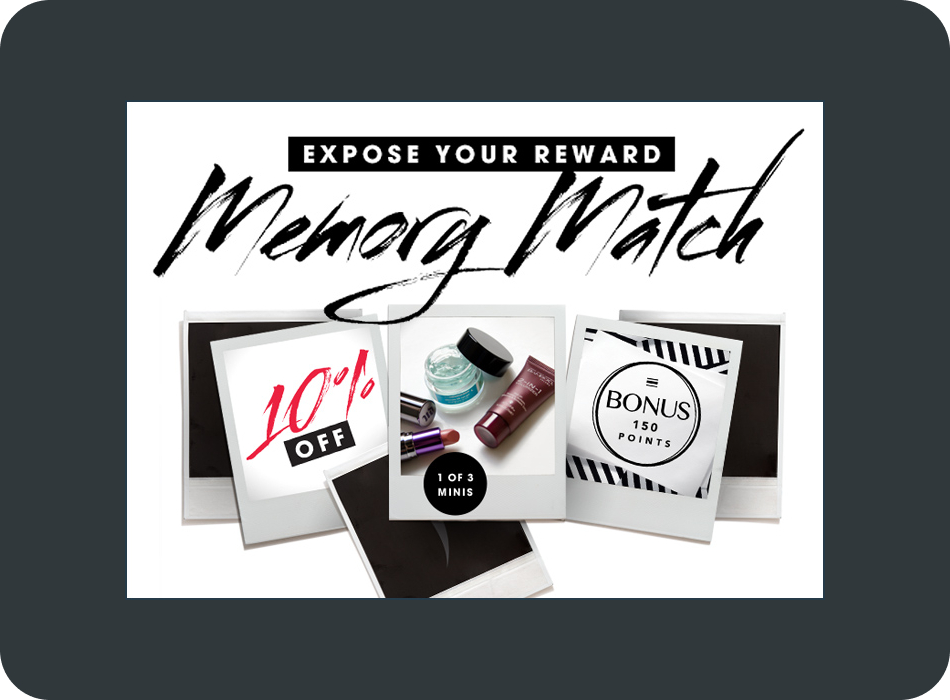 EXPOSE YOUR REWARD
Memory Match
10%
OFF
1 OF 3
MINIS
BONUS
150
POINTS